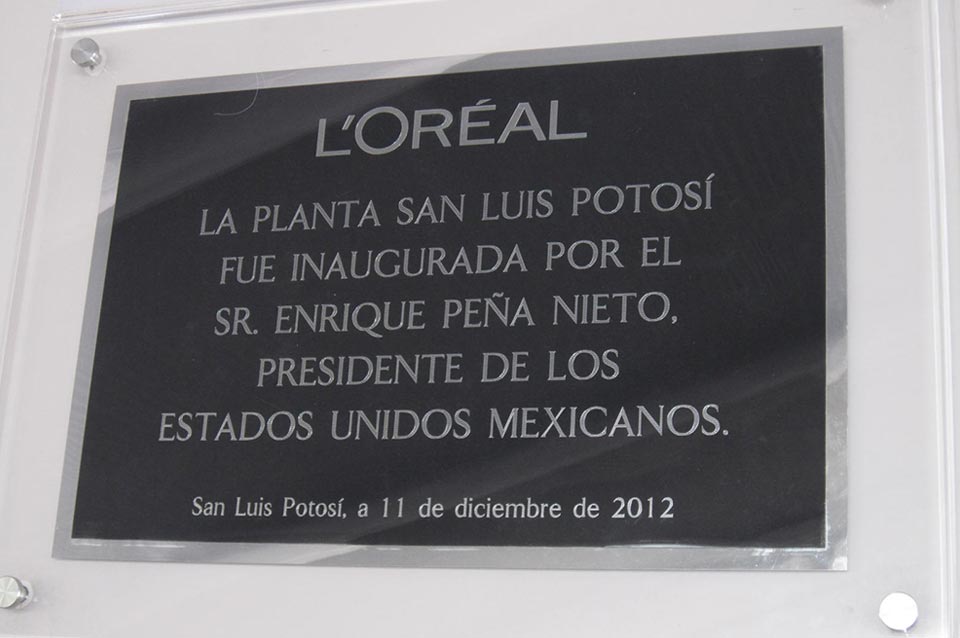 L'ORÉAL
LA PLANTA SAN LUIS POTOSÍ
FUE INAUGURADA POR EL
SR. ENRIQUE PEÑA NIETO,
PRESIDENTE DE LOS
ESTADOS UNIDOS MEXICANOS.
San Luis Potosí, a 11 de diciembre de 2012